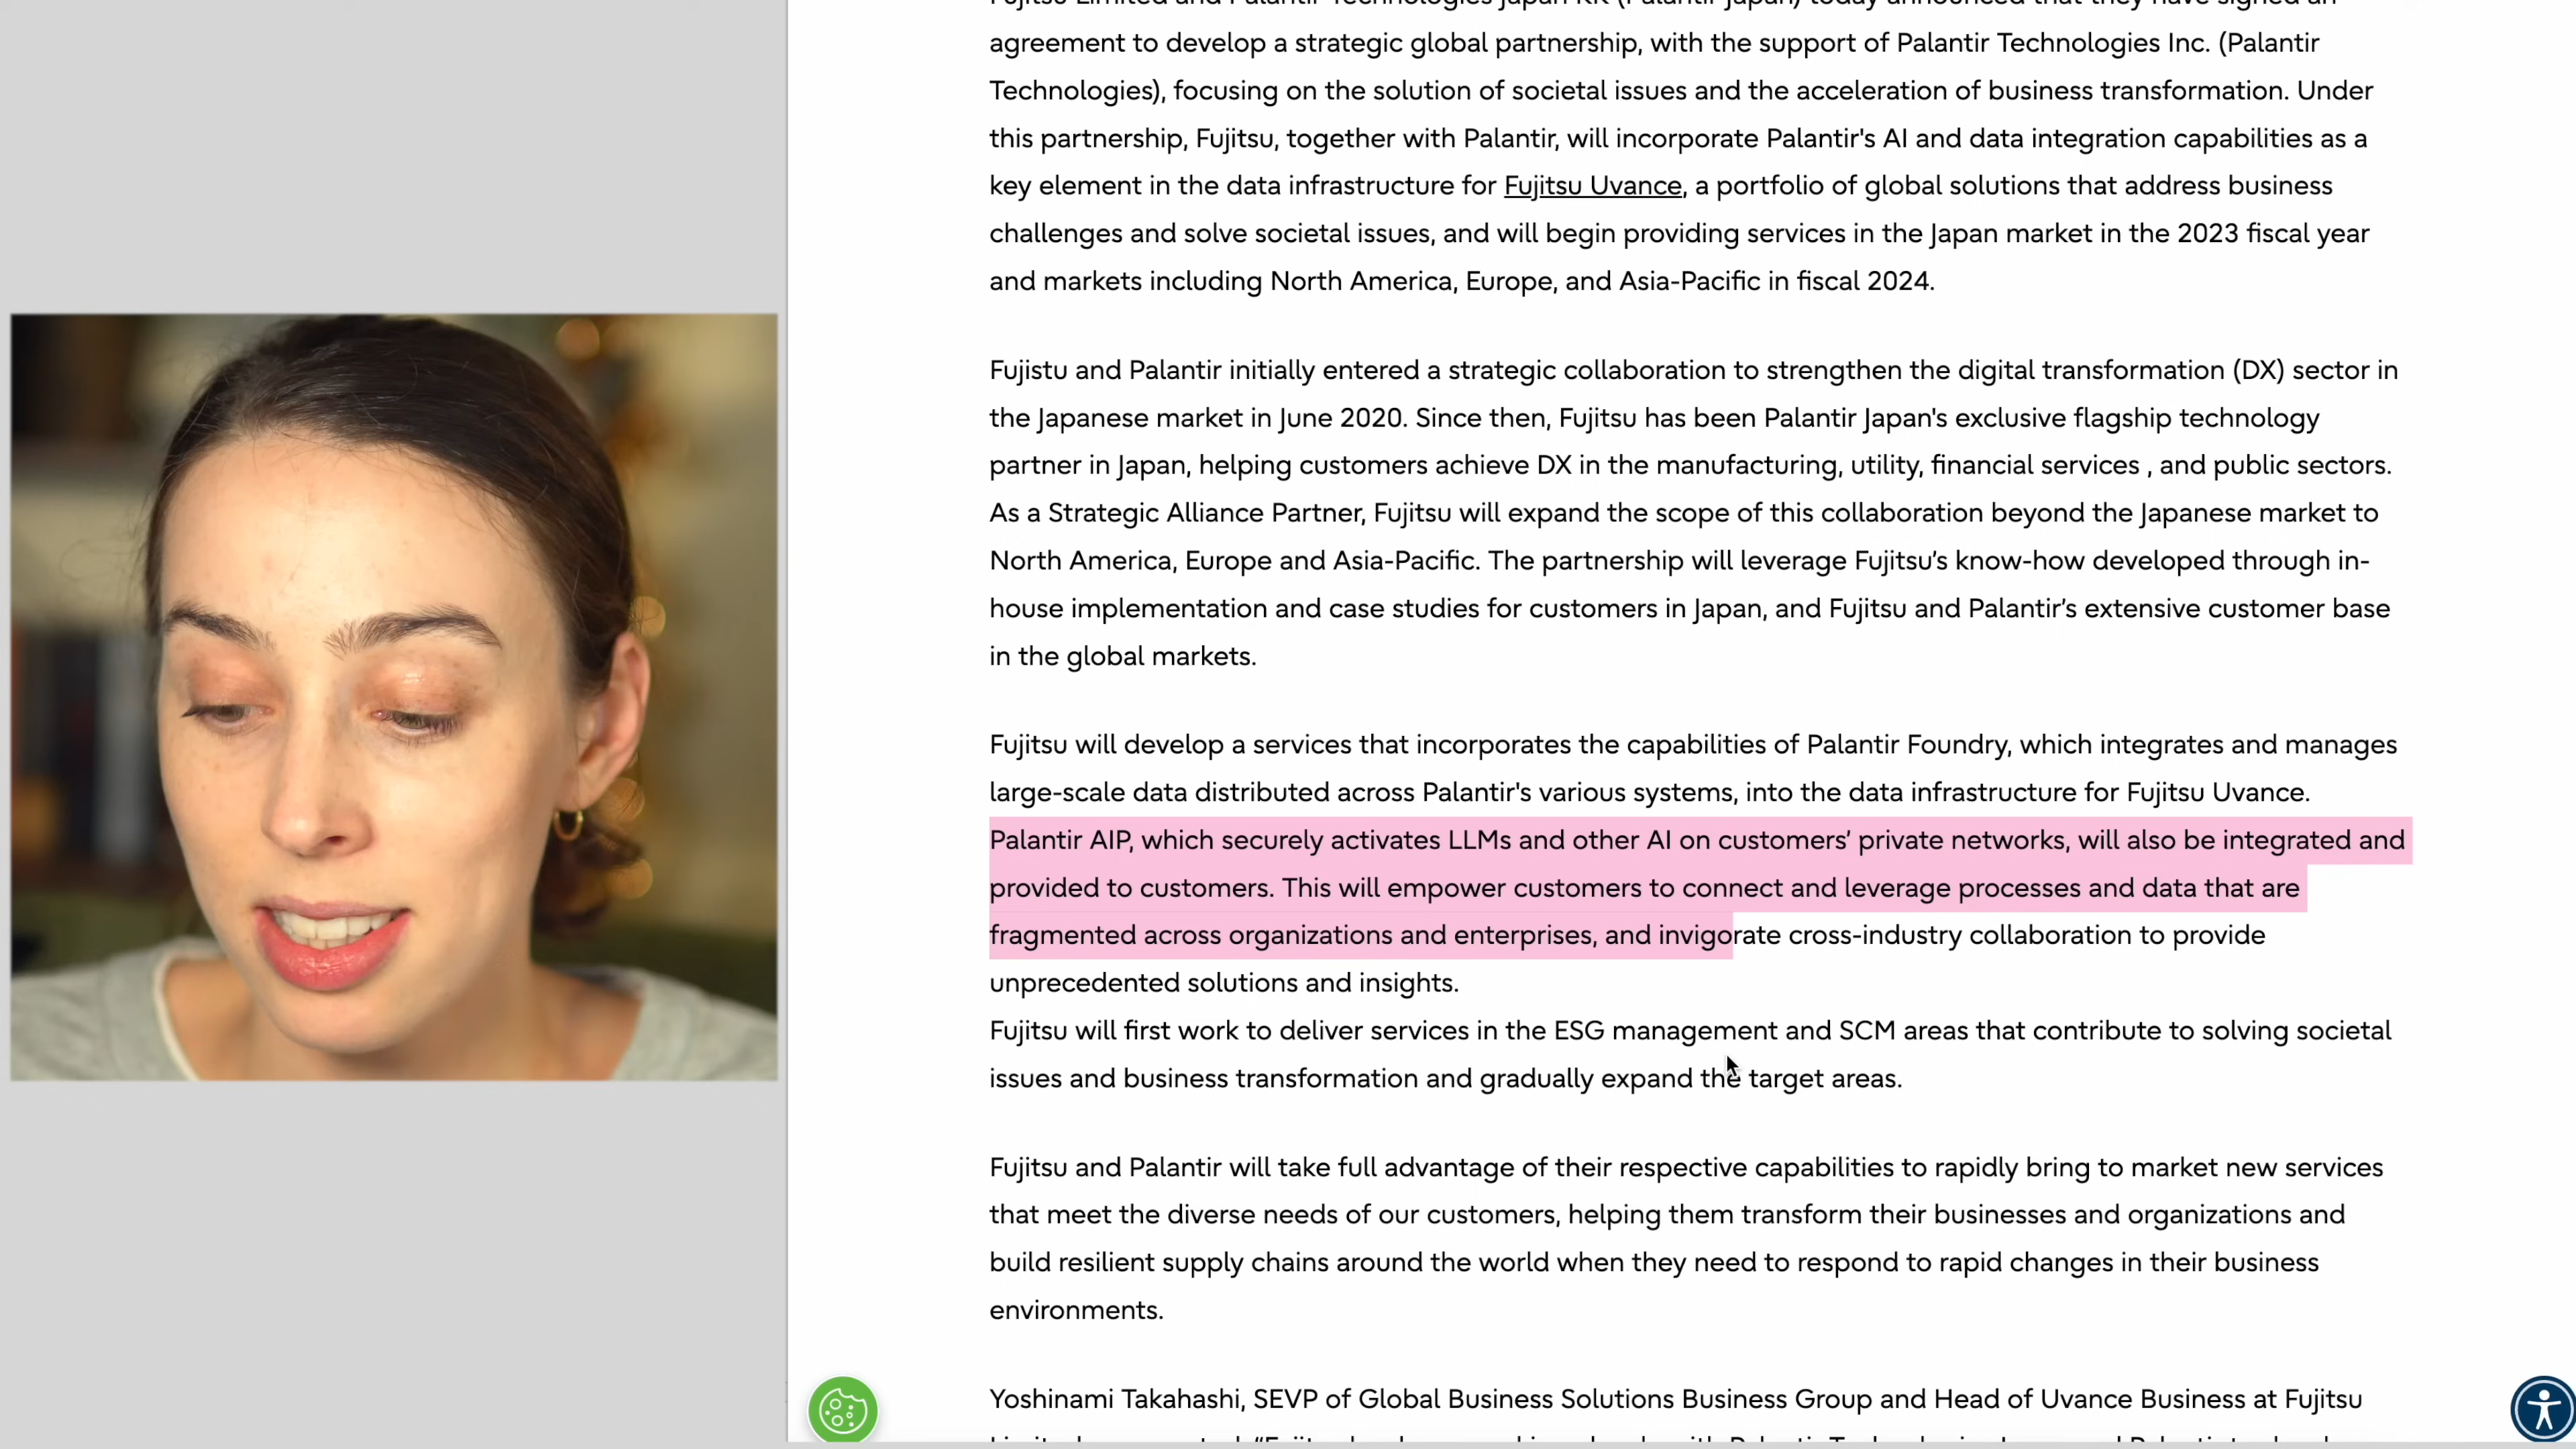 agreement to develop a strategic global partnership, with the support of Palantir Technologies Inc. (Palantir
Technologies), focusing on the solution of societal issues and the acceleration of business transformation. Under
this partnership, Fujitsu, together with Palantir, will incorporate Palantir's AI and data integration capabilities as a
key element in the data infrastructure for Fujitsu Uvance, a portfolio of global solutions that address business
challenges and solve societal issues, and will begin providing services in the Japan market in the 2023 fiscal year
and markets including North America, Europe, and Asia-Pacific in fiscal 2024.
Fujistu and Palantir initially entered a strategic collaboration to strengthen the digital transformation (DX) sector in
the Japanese market in June 2020. Since then, Fujitsu has been Palantir Japan's exclusive flagship technology
partner in Japan, helping customers achieve DX in the manufacturing, utility, financial services , and public sectors.
As a Strategic Alliance Partner, Fujitsu will expand the scope of this collaboration beyond the Japanese market to
North America, Europe and Asia-Pacific. The partnership will leverage Fujitsu’s know-how developed through in-
house implementation and case studies for customers in Japan, and Fujitsu and Palantir’s extensive customer base
in the global markets.
Fujitsu will develop a services that incorporates the capabilities of Palantir Foundry, which integrates and manages
large-scale data distributed across Palantir's various systems, into the data infrastructure for Fujitsu Uvance.
Palantir AIP, which securely activates LLMs and other AI on customers’ private networks, will also be integrated and
provided to customers. This will empower customers to connect and leverage processes and data that are
fragmented across organizations and enterprises, and invigorate cross-industry collaboration to provide
unprecedented solutions and insights.
Fujitsu will first work to deliver services in the ESG management and SCM areas that contribute to solving societal
issues and business transformation and gradually expand the target areas.
Fujitsu and Palantir will take full advantage of their respective capabilities to rapidly bring to market new services
that meet the diverse needs of our customers, helping them transform their businesses and organizations and
build resilient supply chains around the world when they need to respond to rapid changes in their business
environments.
Yoshinami Takahashi, SEVP of Global Business Solutions Business Group and Head of Uvance Business at Fujitsu